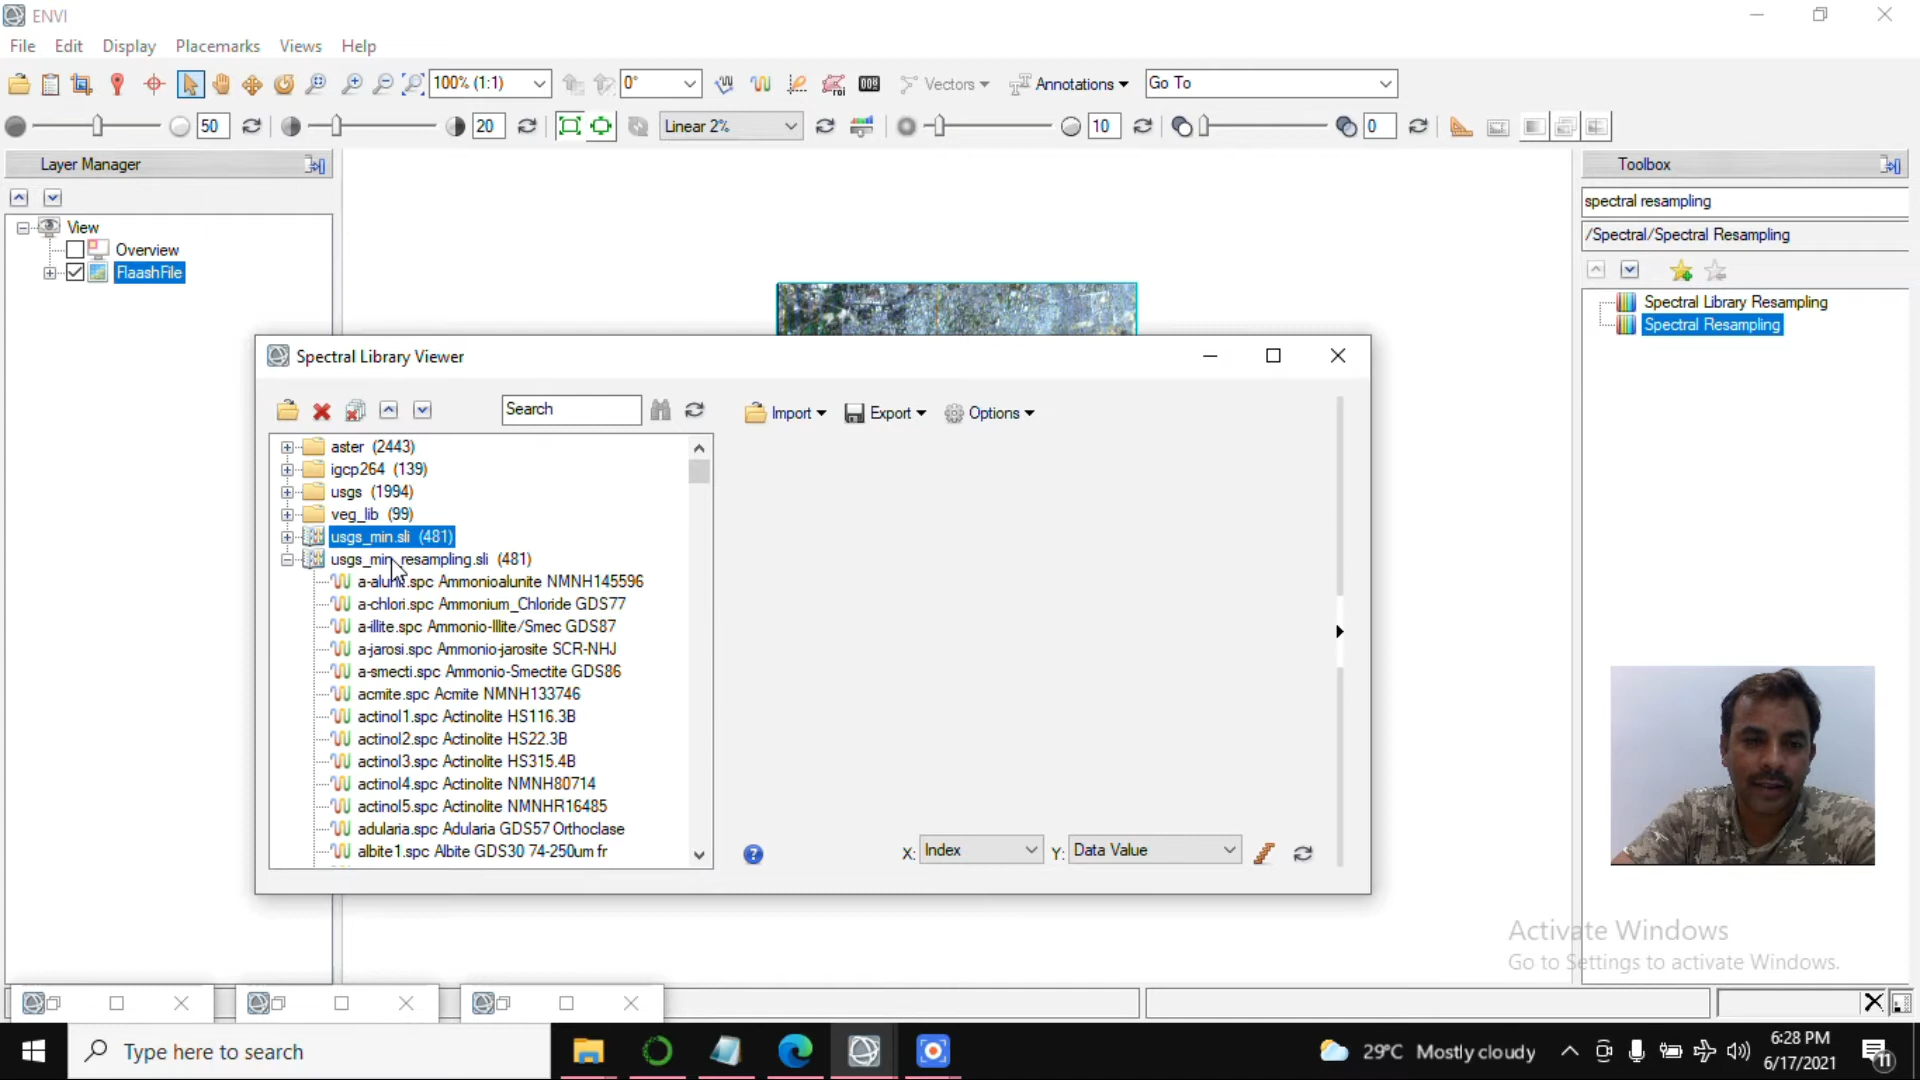 ENVI
File Edit Display Placemarks Views Help
100% (1:1) 0° roi 008 Vectors Annotations Go To
50 20 Linear 2% 10 0
Layer Manager
View
Overview
FlaashFile
Toolbox
spectral resampling
/Spectral/Spectral Resampling
Spectral Library Resampling
Spectral Resampling
Spectral Library Viewer
Search Import Export Options
aster (2443)
igcp264 (139)
usgs (1994)
veg_lib (99)
usgs_min.sli (481)
usgs_min_resampling.sli (481)
a-alunit.spc Ammonioalunite NMNH145596
a-chlori.spc Ammonium_Chloride GDS77
a-illite.spc Ammonio-Illite/Smec GDS87
a-jarosi.spc Ammonio-jarosite SCR-NHJ
a-smecti.spc Ammonio-Smectite GDS86
acmite.spc Acmite NMNH133746
actinol1.spc Actinolite HS116.3B
actinol2.spc Actinolite HS22.3B
actinol3.spc Actinolite HS315.4B
actinol4.spc Actinolite NMNH80714
actinol5.spc Actinolite NMNHR16485
adularia.spc Adularia GDS57 Orthoclase
albite1.spc Albite GDS30 74-250um fr
X: Index Y: Data Value
Activate Windows
Go to Settings to activate Windows.
Type here to search
29°C Mostly cloudy
6:28 PM
6/17/2021
11